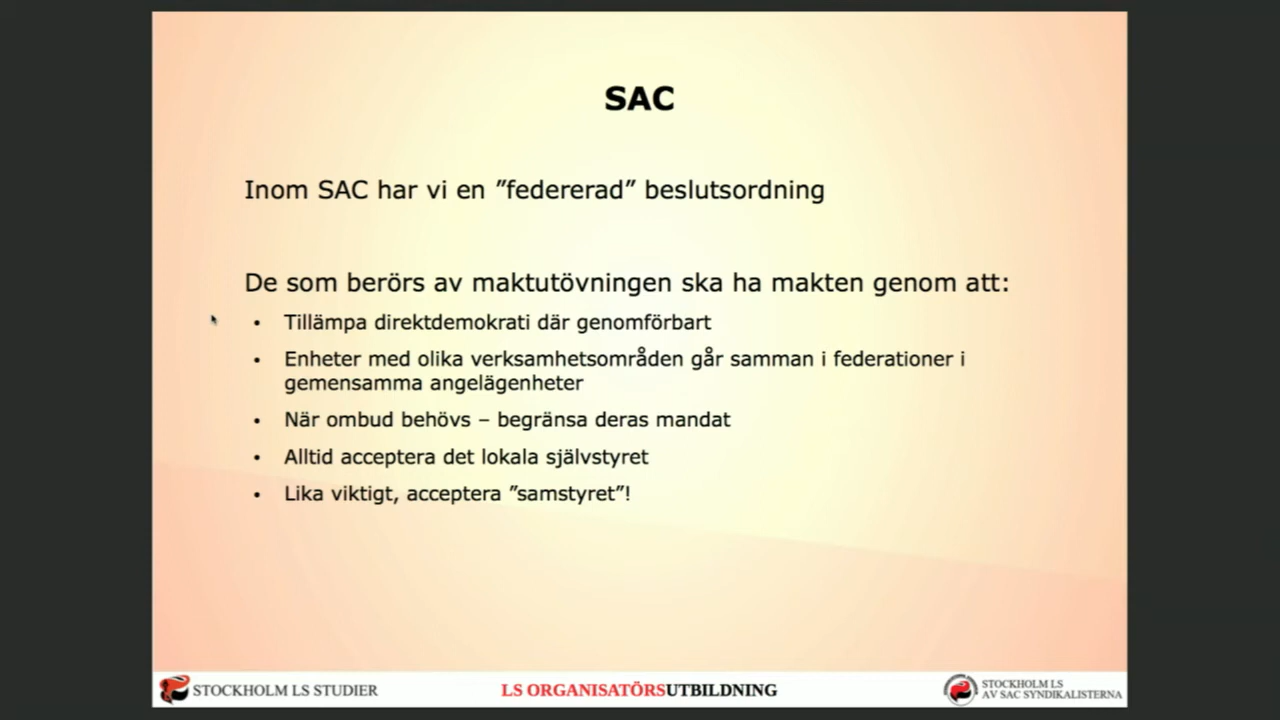 SAC
Inom SAC har vi en ”federerad” beslutsordning
De som berörs av maktutövningen ska ha makten genom att:
• Tillämpa direktdemokrati där genomförbart
• Enheter med olika verksamhetsområden går samman i federationer i
gemensamma angelägenheter
• När ombud behövs – begränsa deras mandat
• Alltid acceptera det lokala självstyret
• Lika viktigt, acceptera ”samstyret”!
STOCKHOLM LS STUDIER
LS ORGANISATÖRSUTBILDNING
STOCKHOLM LS
AV SAC SYNDIKALISTERNA